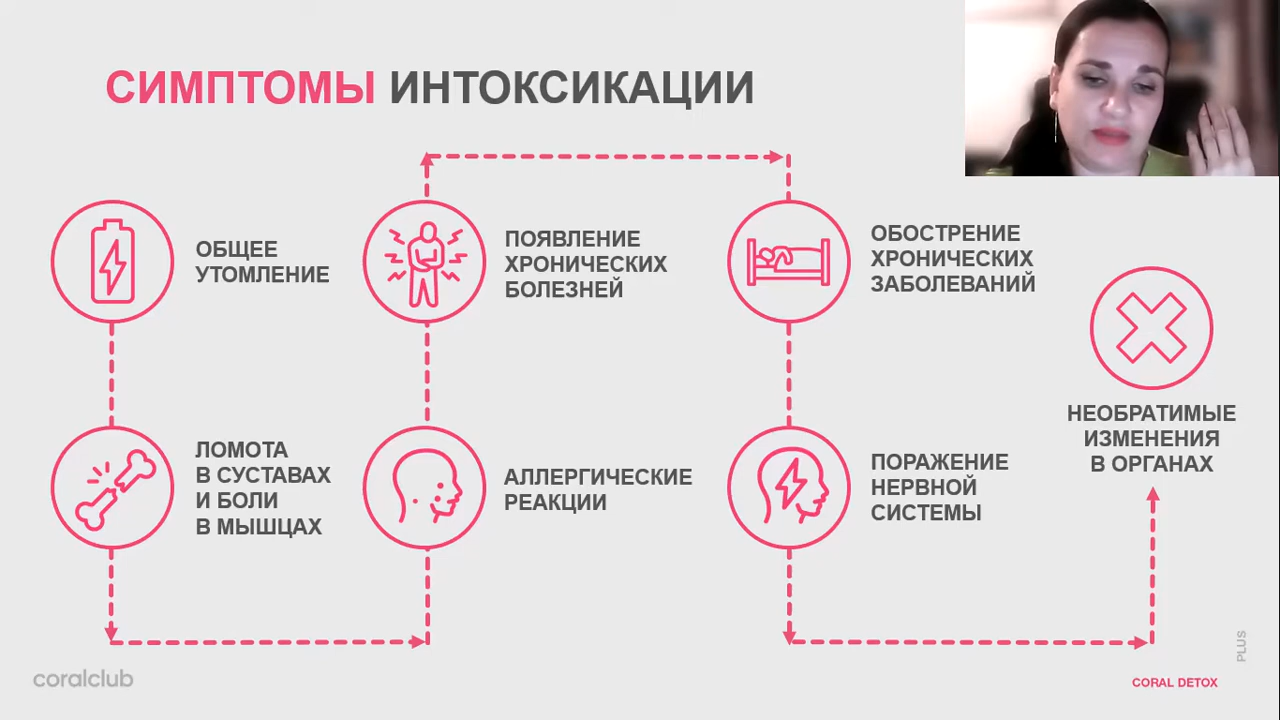 СИМПТОМЫ ИНТОКСИКАЦИИ
ОБЩЕЕ
УТОМЛЕНИЕ
ЛОМОТА
В СУСТАВАХ
И БОЛИ
В МЫШЦАХ
АЛЛЕРГИЧЕСКИЕ
РЕАКЦИИ
ПОЯВЛЕНИЕ
ХРОНИЧЕСКИХ
БОЛЕЗНЕЙ
ОБОСТРЕНИЕ
ХРОНИЧЕСКИХ
ЗАБОЛЕВАНИЙ
ПОРАЖЕНИЕ
НЕРВНОЙ
СИСТЕМЫ
НЕОБРАТИМЫЕ
ИЗМЕНЕНИЯ
В ОРГАНАХ
coralclub
CORAL DETOX
PLUS